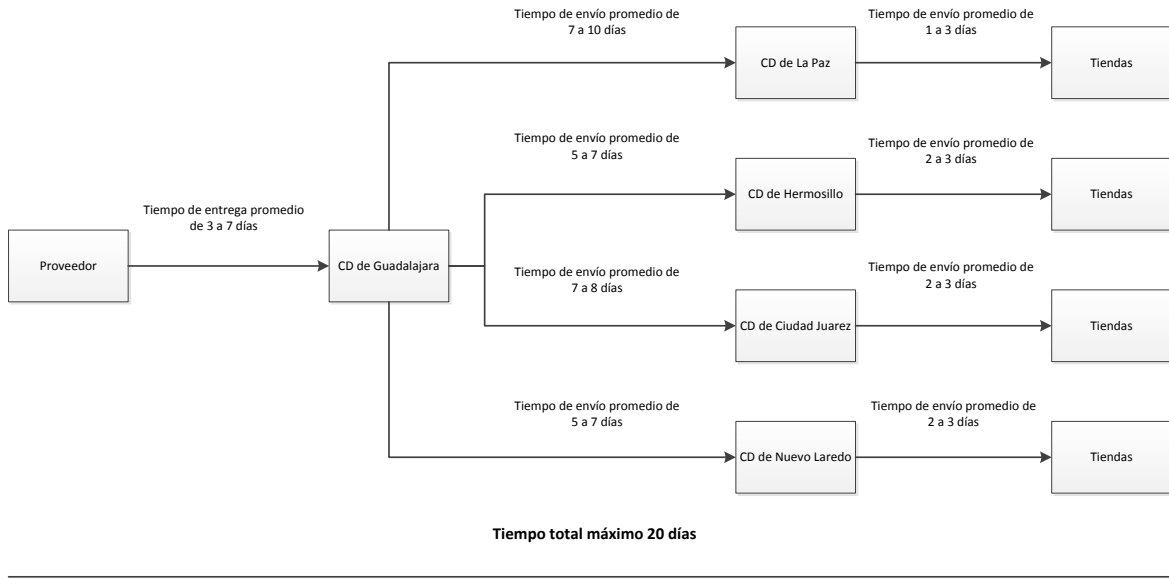 Tiempo de envío promedio de
7 a 10 días
Tiempo de envío promedio de
1 a 3 días
CD de La Paz
Tiendas
Tiempo de envío promedio de
5 a 7 días
Tiempo de envío promedio de
2 a 3 días
CD de Hermosillo
Tiendas
Tiempo de entrega promedio
de 3 a 7 días
Proveedor
CD de Guadalajara
Tiempo de envío promedio de
7 a 8 días
Tiempo de envío promedio de
2 a 3 días
CD de Ciudad Juarez
Tiendas
Tiempo de envío promedio de
5 a 7 días
Tiempo de envío promedio de
2 a 3 días
CD de Nuevo Laredo
Tiendas
Tiempo total máximo 20 días